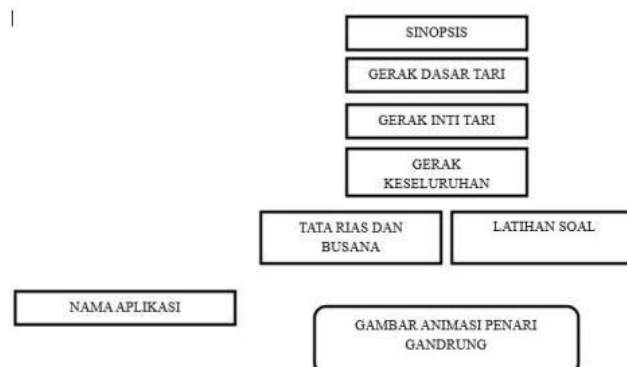 SINOPSIS
GERAK DASAR TARI
GERAK INTI TARI
GERAK
KESELURUHAN
TATA RIAS DAN
BUSANA
LATIHAN SOAL
NAMA APLIKASI
GAMBAR ANIMASI PENARI
GANDRUNG